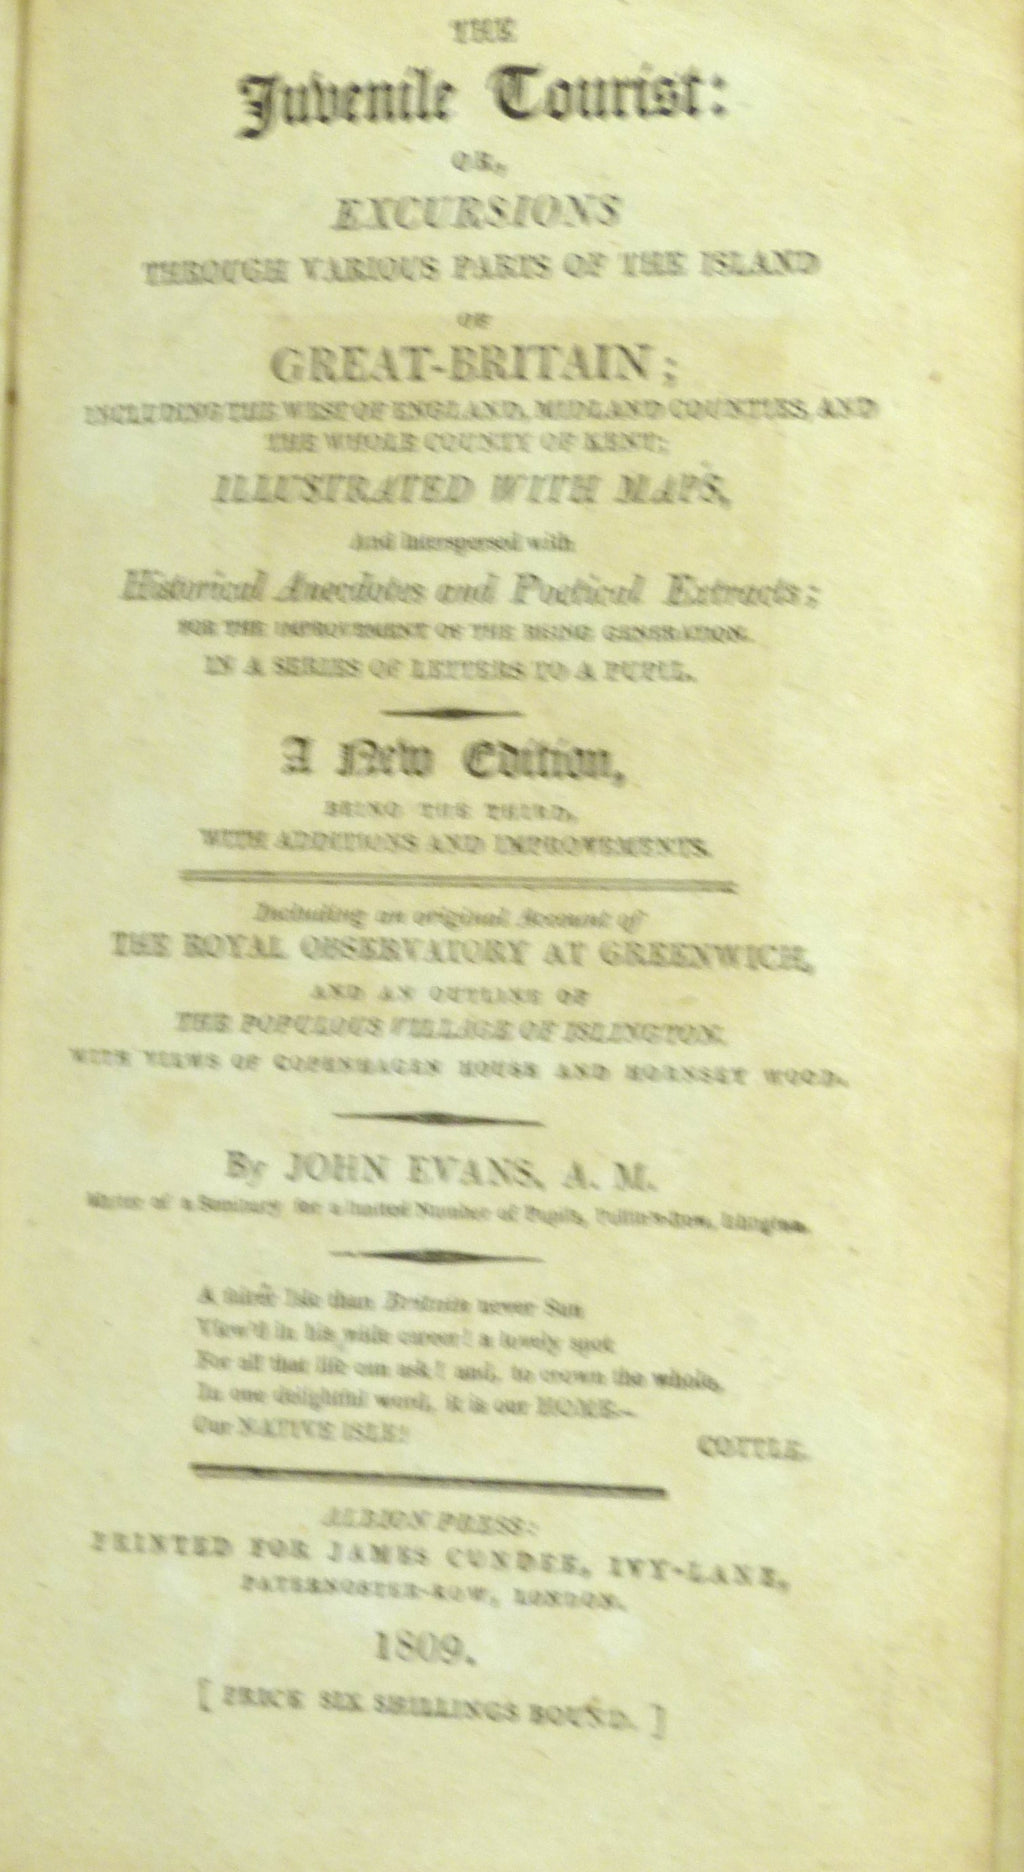 THE
Juvenile Tourist:
OR,
EXCURSIONS
THROUGH VARIOUS PARTS OF THE ISLAND
OF
GREAT-BRITAIN;
INCLUDING THE WEST OF ENGLAND, MIDLAND COUNTIES, AND
THE WHOLE COUNTY OF KENT;
ILLUSTRATED WITH MAPS,
And interspersed with
Historical Anecdotes and Poetical Extracts;
FOR THE IMPROVEMENT OF THE RISING GENERATION.
IN A SERIES OF LETTERS TO A PUPIL.
A New Edition,
BEING THE THIRD,
WITH ADDITIONS AND IMPROVEMENTS.
Including an original Account of
THE ROYAL OBSERVATORY AT GREENWICH,
AND AN OUTLINE OF
THE POPULOUS VILLAGE OF ISLINGTON,
WITH VIEWS OF COPENHAGEN HOUSE AND HORNSEY WOOD.
By JOHN EVANS, A. M.
Master of a Seminary for a limited Number of Pupils, Pullin's-Row, Islington.
A fairer Isle than Britain never Sun
View'd in his wide career! a lovely spot
For all that life can ask! and, to crown the whole,
In one delightful word, it is our HOME—
Our NATIVE ISLE!
COTTLE.
ALBION PRESS:
PRINTED FOR JAMES CUNDEE, IVY-LANE,
PATERNOSTER-ROW, LONDON.
1809.
[ PRICE SIX SHILLINGS BOUND. ]